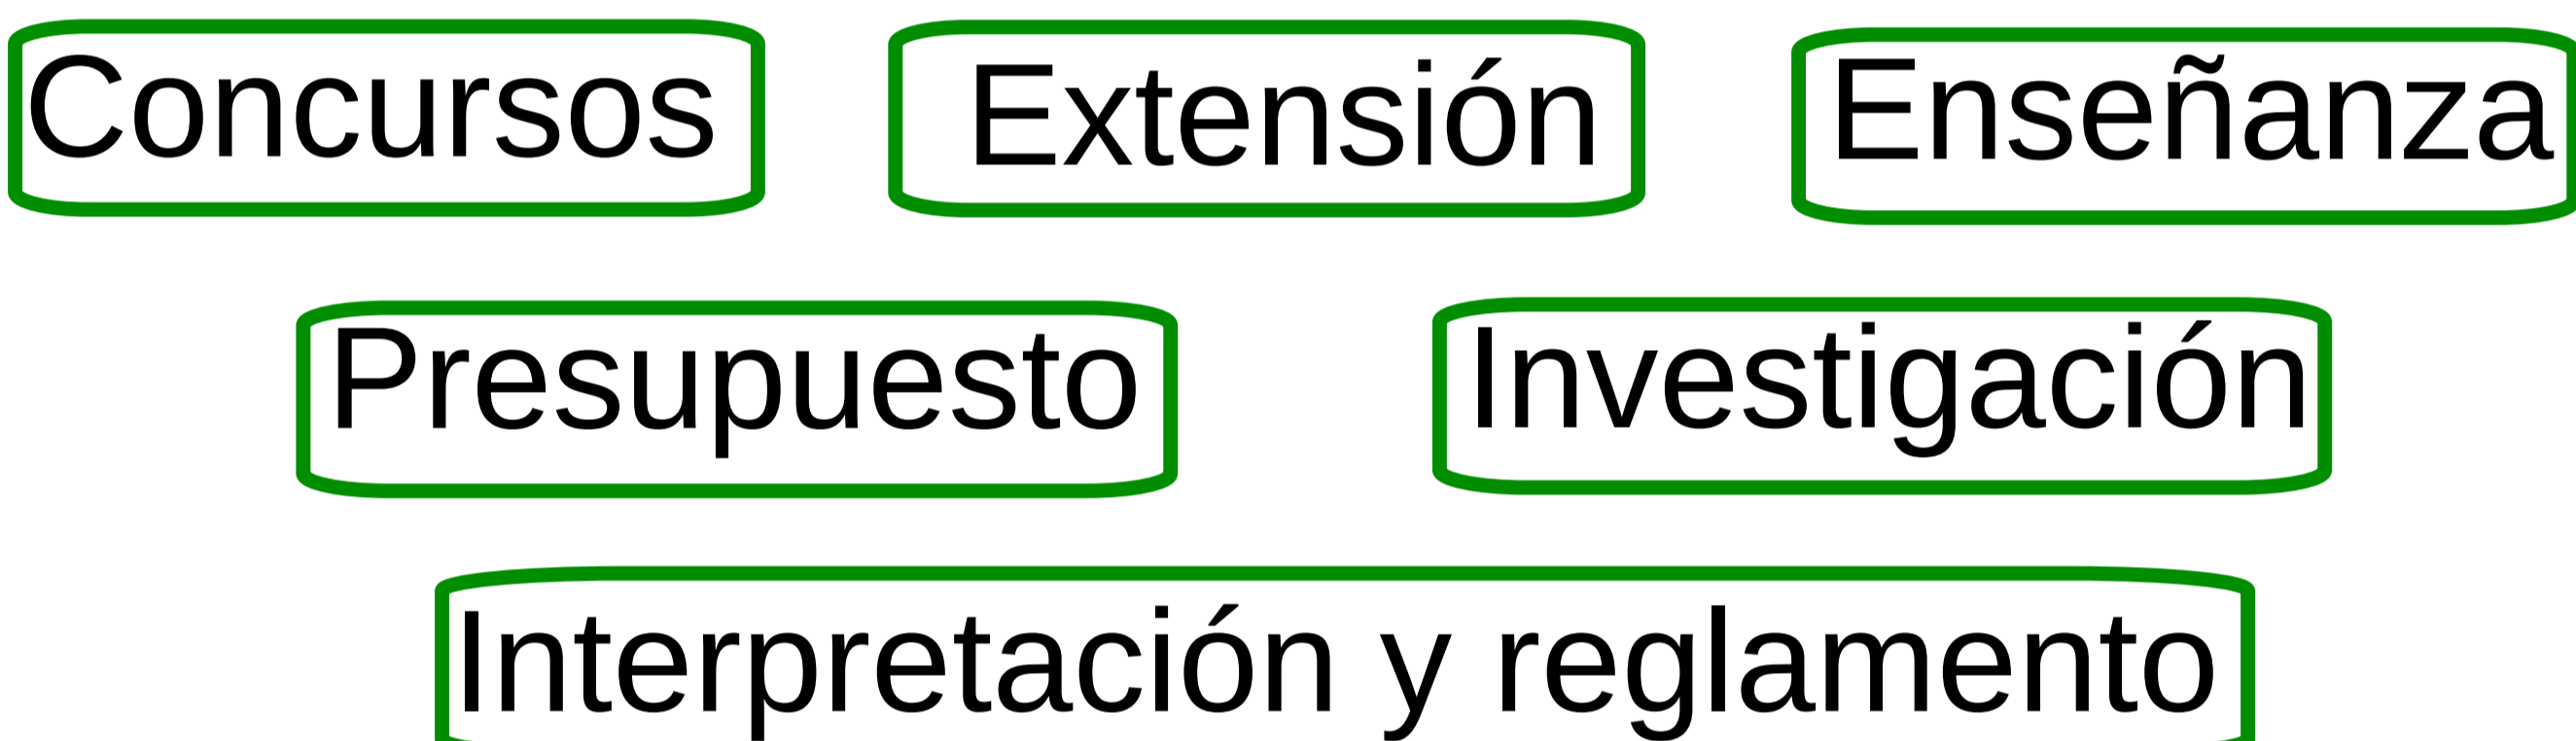 Concursos Extensión Enseñanza
Presupuesto Investigación
Interpretación y reglamento